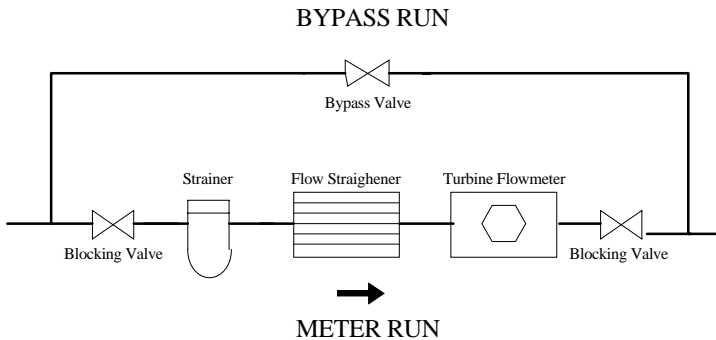 BYPASS RUN
Bypass Valve
Strainer
Flow Straighener
Turbine Flowmeter
Blocking Valve
Blocking Valve
METER RUN